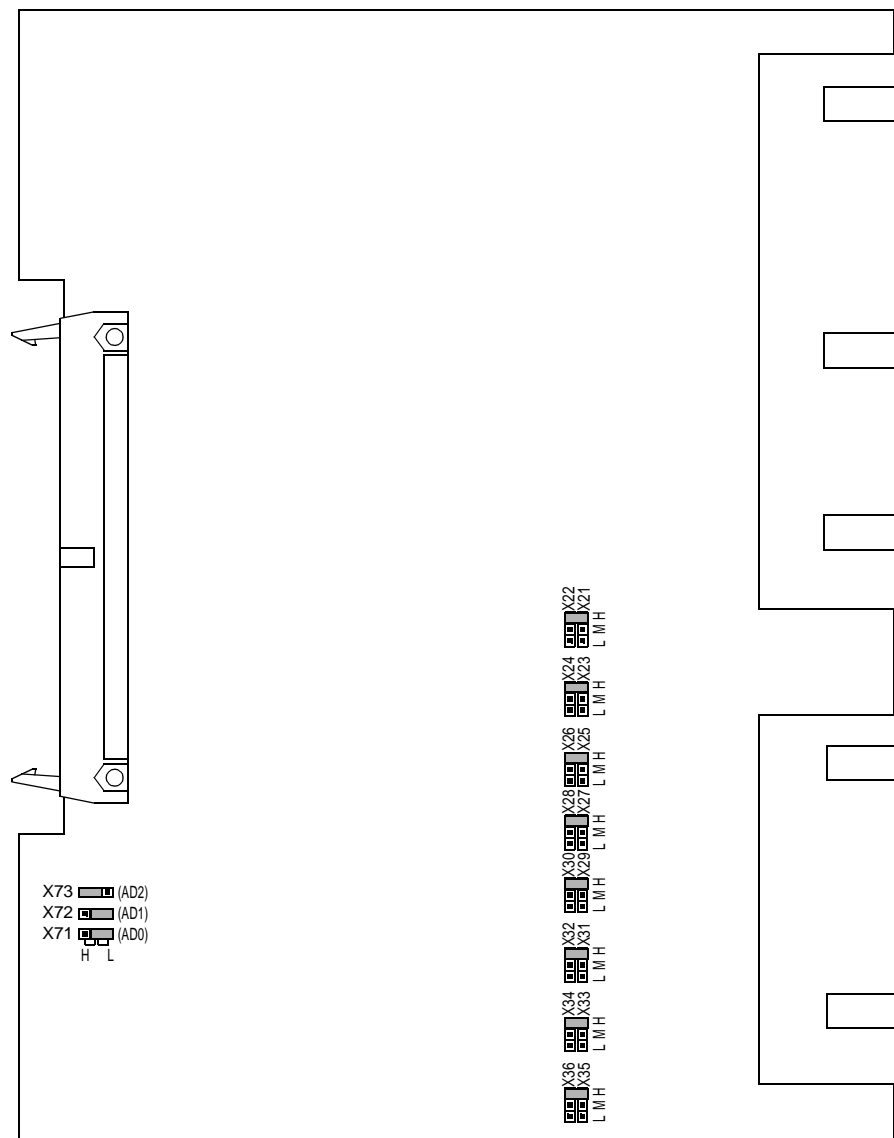 X22
X21
L M H
X24
X23
L M H
X26
X25
L M H
X28
X27
L M H
X30
X29
L M H
X73 (AD2)
X72 (AD1)
X71 (AD0)
H L
X32
X31
L M H
X34
X33
L M H
X36
X35
L M H